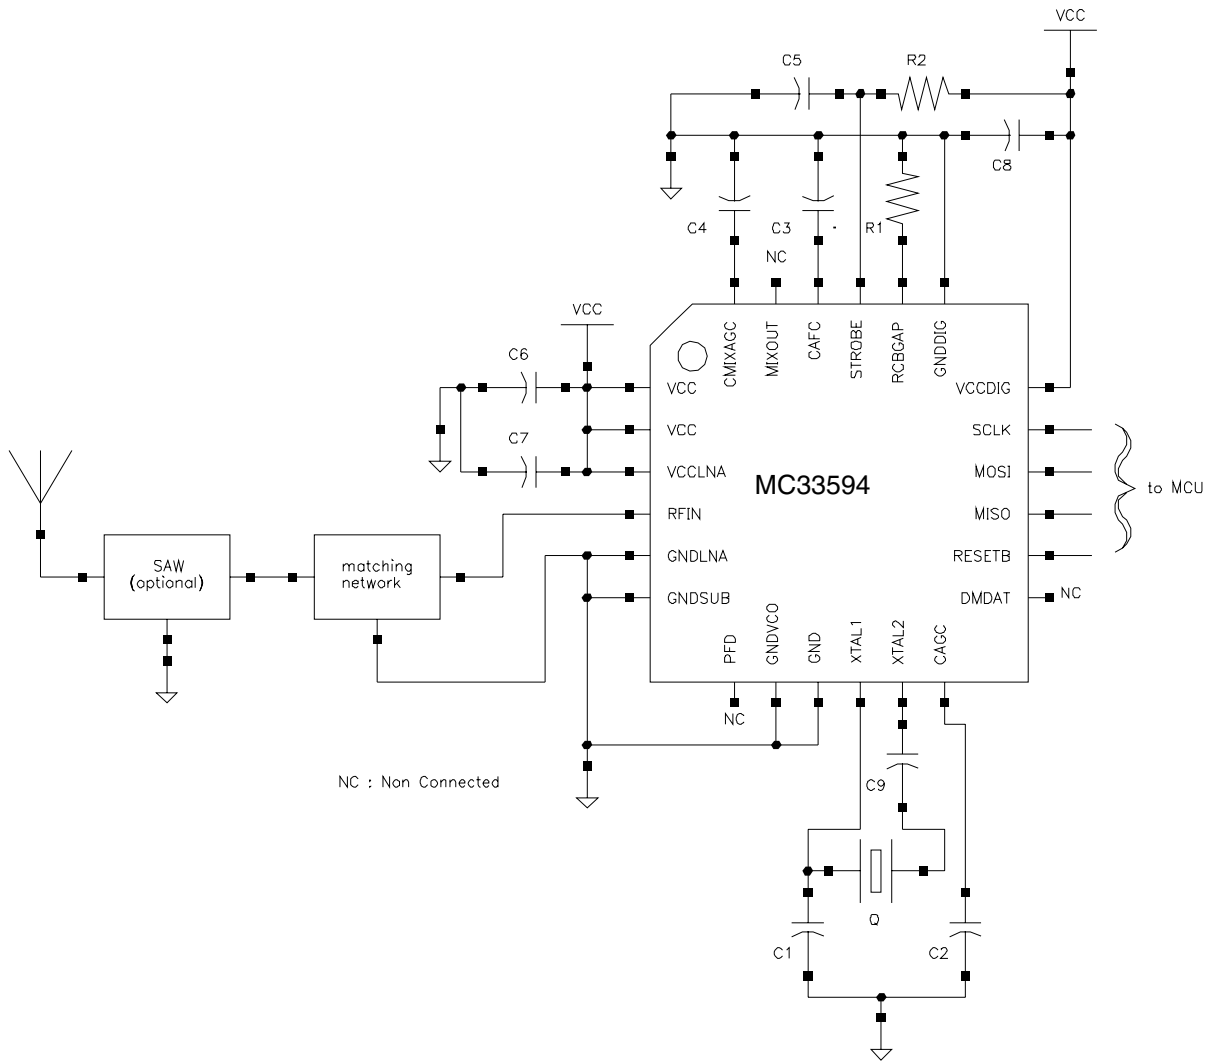 VCC
C5
R2
C8
C4
C3
R1
NC
VCC
CMIXAGC
MIXOUT
CAFC
STROBE
RCBGAP
GNDDIG
C6
VCC
VCCDIG
C7
VCC
SCLK
VCCLNA
MOSI
MC33594
to MCU
RFIN
MISO
GNDLNA
RESETB
SAW
(optional)
matching
network
GNDSUB
DMDAT
NC
PFD
GNDVCO
GND
XTAL1
XTAL2
CAGC
NC
NC : Non Connected
C9
Q
C1
C2